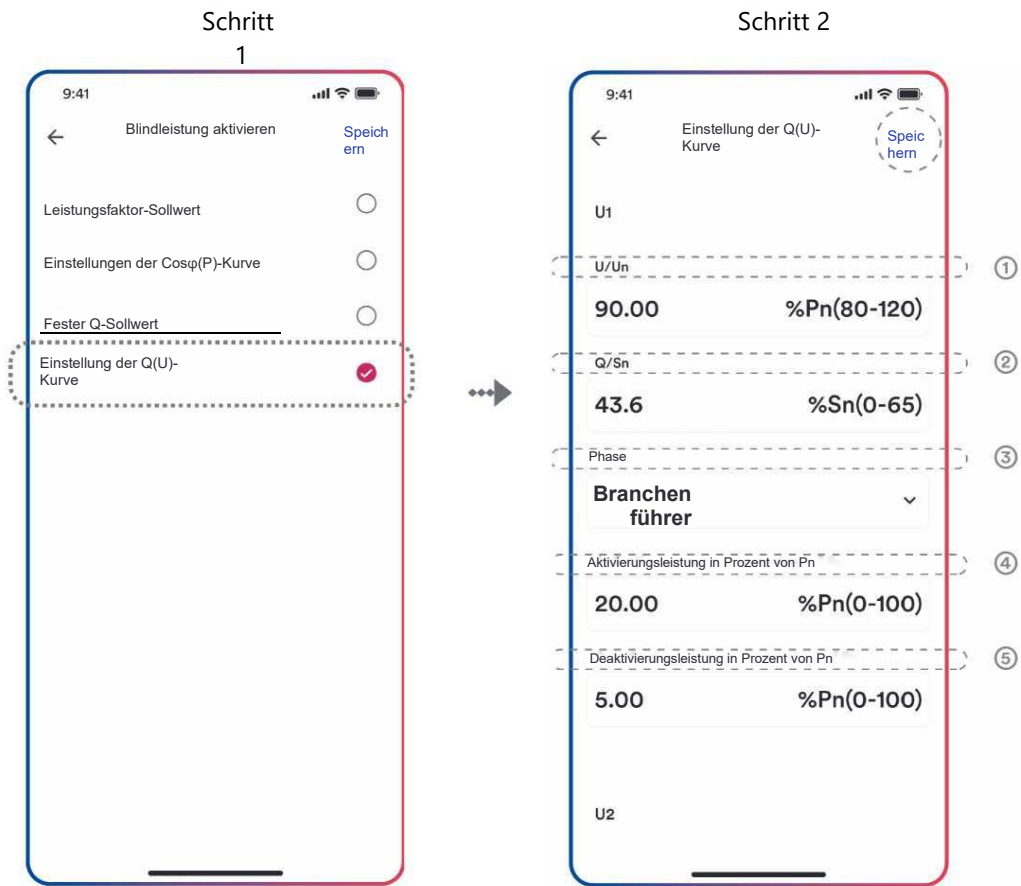 Schritt
1
9:41
Blindleistung aktivieren
Speich
ern
Leistungsfaktor-Sollwert
Einstellungen der Cosφ(P)-Kurve
Fester Q-Sollwert
Einstellung der Q(U)-
Kurve
Schritt 2
9:41
Einstellung der Q(U)-
Kurve
Speic
hern
U1
U/Un
①
90.00 %Pn(80-120)
Q/Sn
②
43.6 %Sn(0-65)
Phase
③
Branchen
führer
Aktivierungsleistung in Prozent von Pn
④
20.00 %Pn(0-100)
Deaktivierungsleistung in Prozent von Pn
⑤
5.00 %Pn(0-100)
U2